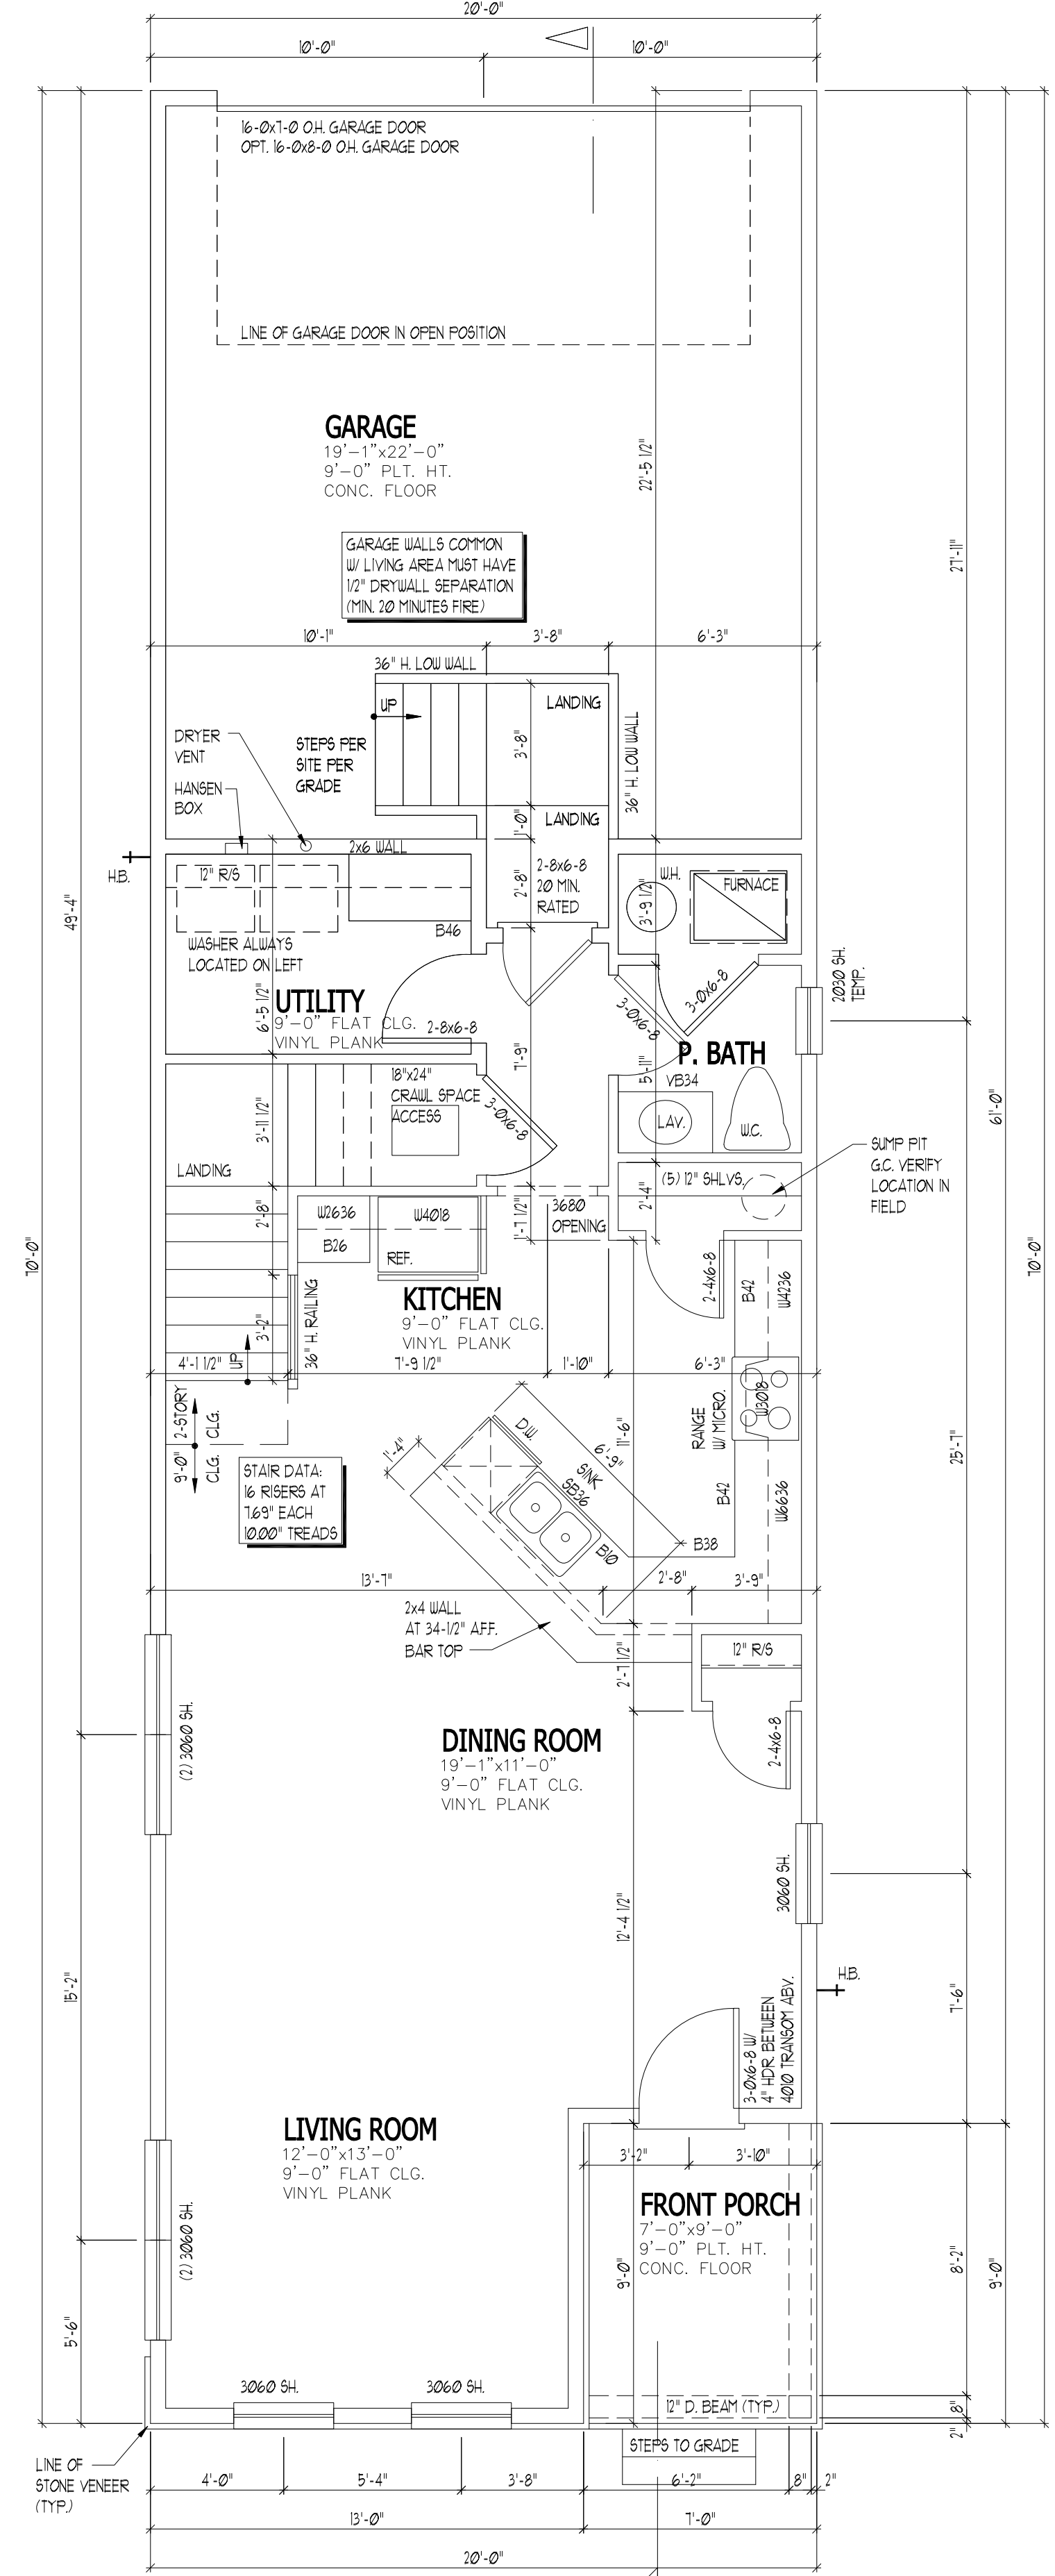 20'-0"
10'-0"
10'-0"
16-0x7-0 O.H. GARAGE DOOR
OPT. 16-0x8-0 O.H. GARAGE DOOR
LINE OF GARAGE DOOR IN OPEN POSITION
GARAGE
19'-1"x22'-0"
9'-0" PLT. HT.
CONC. FLOOR
22'-5 1/2"
27'-11"
GARAGE WALLS COMMON
W/ LIVING AREA MUST HAVE
1/2" DRYWALL SEPARATION
(MIN. 20 MINUTES FIRE)
10'-1"
3'-8"
6'-3"
36" H. LOW WALL
UP
LANDING
36" H. LOW WALL
3'-8"
DRYER
VENT
STEPS PER
SITE PER
GRADE
HANSEN
BOX
1'-0"
LANDING
2x6 WALL
H.B.
49'-4"
12" R/S
2'-8"
2-8x6-8
20 MIN.
RATED
W.H.
3'-9 1/2"
FURNACE
B46
WASHER ALWAYS
LOCATED ON LEFT
2030 SH.
TEMP.
6'-5 1/2"
UTILITY
9'-0" FLAT CLG.
VINYL PLANK
2-8x6-8
3-0x6-8
3-0x6-8
P. BATH
7'-9"
5'-11"
VB34
18"x24"
CRAWL SPACE
ACCESS
3-0x6-8
LAV.
W.C.
61'-0"
3'-11 1/2"
SUMP PIT
G.C. VERIFY
LOCATION IN
FIELD
LANDING
(5) 12" SHLVS.
2'-4"
2'-8"
W2636
W4018
1'-7 1/2"
3680
OPENING
B26
REF.
70'-0"
70'-0"
2-4x6-8
B42
W4236
KITCHEN
9'-0" FLAT CLG.
VINYL PLANK
36" H. RAILING
3'-2"
4'-1 1/2"
UP
7'-9 1/2"
1'-10"
6'-3"
W3018
RANGE
W/ MICRO.
2-STORY
CLG.
9'-0"
CLG.
D.W.
11'-6"
6'-9"
1'-4"
SINK
SB36
25'-7"
STAIR DATA:
16 RISERS AT
7.69" EACH
10.00" TREADS
B42
W6636
B10
B38
13'-7"
2'-8"
3'-9"
2x4 WALL
AT 34-1/2" A.F.F.
BAR TOP
2'-7 1/2"
12" R/S
(2) 3060 SH.
DINING ROOM
19'-1"x11'-0"
9'-0" FLAT CLG.
VINYL PLANK
2-4x6-8
3060 SH.
12'-4 1/2"
15'-2"
H.B.
7'-6"
3-0x6-8 W/
4" HDR. BETWEEN
4010 TRANSOM ABV.
LIVING ROOM
12'-0"x13'-0"
9'-0" FLAT CLG.
VINYL PLANK
3'-2"
3'-10"
FRONT PORCH
7'-0"x9'-0"
9'-0" PLT. HT.
CONC. FLOOR
(2) 3060 SH.
9'-0"
8'-2"
9'-0"
5'-6"
3060 SH.
3060 SH.
12" D. BEAM (TYP.)
8"
2"
STEPS TO GRADE
LINE OF
STONE VENEER
(TYP.)
4'-0"
5'-4"
3'-8"
6'-2"
8"
2"
13'-0"
7'-0"
20'-0"